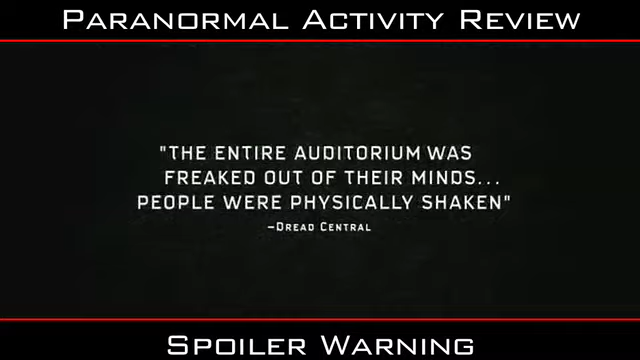 Paranormal Activity Review
"THE ENTIRE AUDITORIUM WAS
FREAKED OUT OF THEIR MINDS...
PEOPLE WERE PHYSICALLY SHAKEN"
–Dread Central
Spoiler Warning